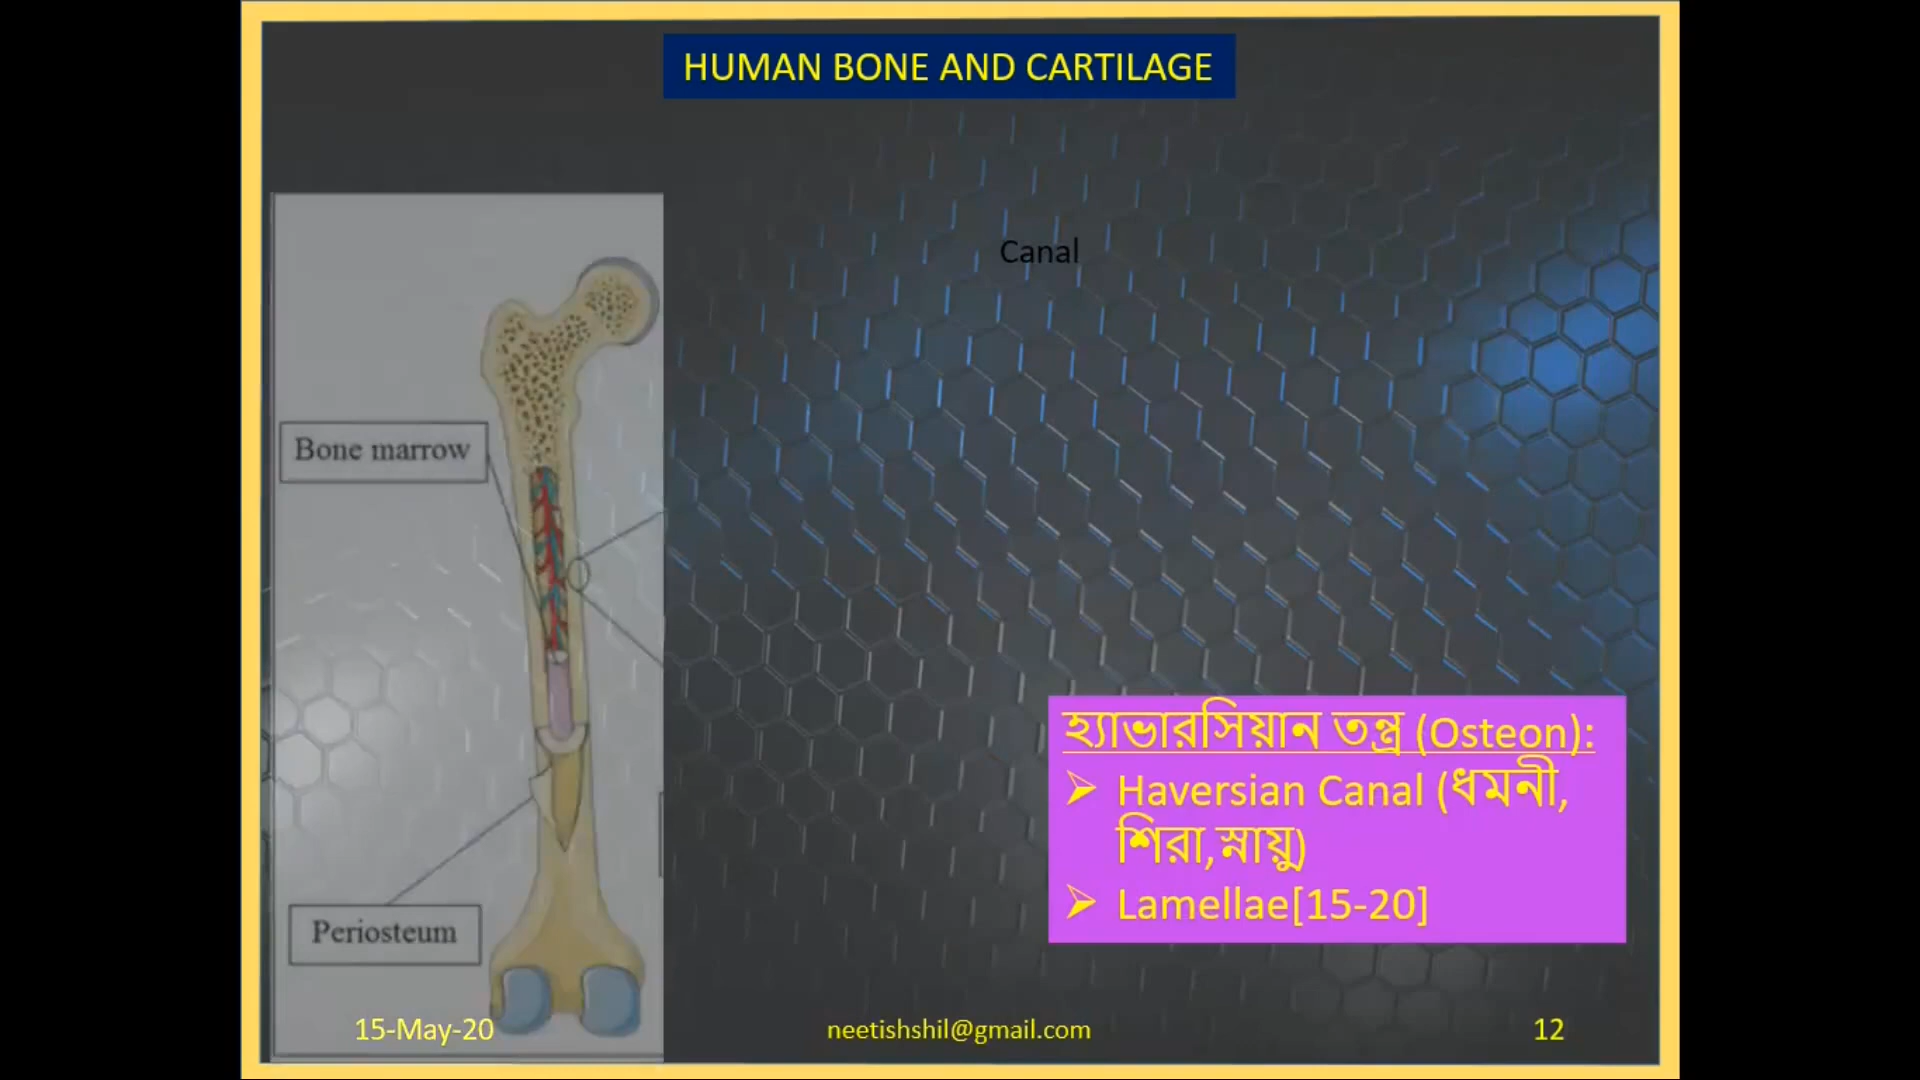 HUMAN BONE AND CARTILAGE
Canal
Bone marrow
Periosteum
হ্যাভারসিয়ান তন্ত্র (Osteon):
➢ Haversian Canal (ধমনী,
শিরা,স্নায়ু)
➢ Lamellae[15-20]
15-May-20
neetishshil@gmail.com
12